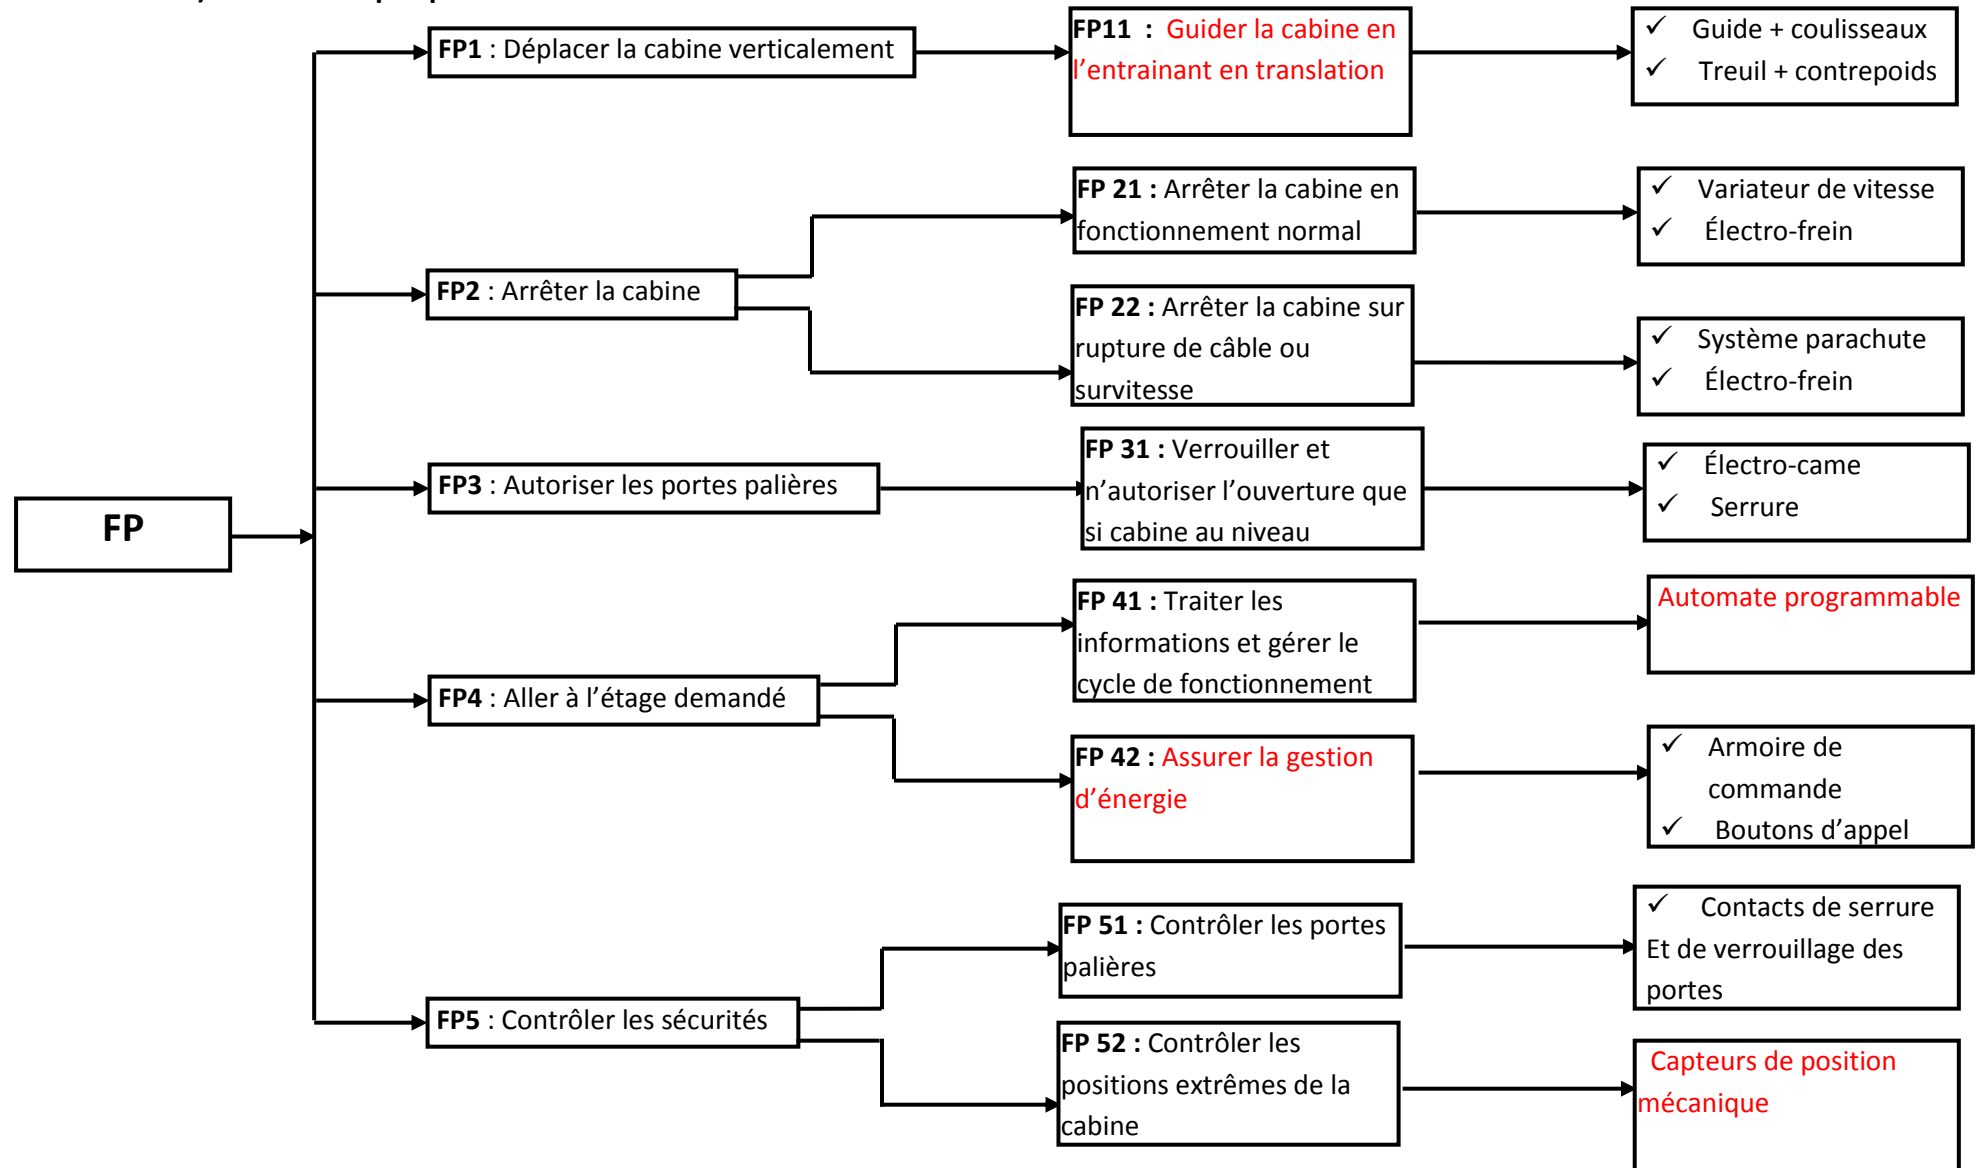 FP
FP1 : Déplacer la cabine verticalement
FP11 : Guider la cabine en
l'entrainant en translation
✓ Guide + coulisseaux
✓ Treuil + contrepoids
FP2 : Arrêter la cabine
FP 21 : Arrêter la cabine en
fonctionnement normal
✓ Variateur de vitesse
✓ Électro-frein
FP 22 : Arrêter la cabine sur
rupture de câble ou
survitesse
✓ Système parachute
✓ Électro-frein
FP3 : Autoriser les portes palières
FP 31 : Verrouiller et
n'autoriser l'ouverture que
si cabine au niveau
✓ Électro-came
✓ Serrure
FP4 : Aller à l'étage demandé
FP 41 : Traiter les
informations et gérer le
cycle de fonctionnement
Automate programmable
FP 42 : Assurer la gestion
d'énergie
✓ Armoire de
commande
✓ Boutons d'appel
FP5 : Contrôler les sécurités
FP 51 : Contrôler les portes
palières
✓ Contacts de serrure
Et de verrouillage des
portes
FP 52 : Contrôler les
positions extrêmes de la
cabine
Capteurs de position
mécanique